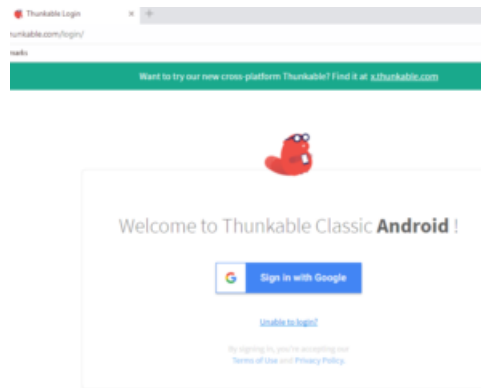 Thunkable Login
unkable.com/login/
marks
Want to try our new cross-platform Thunkable? Find it at x.thunkable.com
Welcome to Thunkable Classic Android !
G Sign in with Google
Unable to login?
By signing in, you're accepting our
Terms of Use and Privacy Policy.